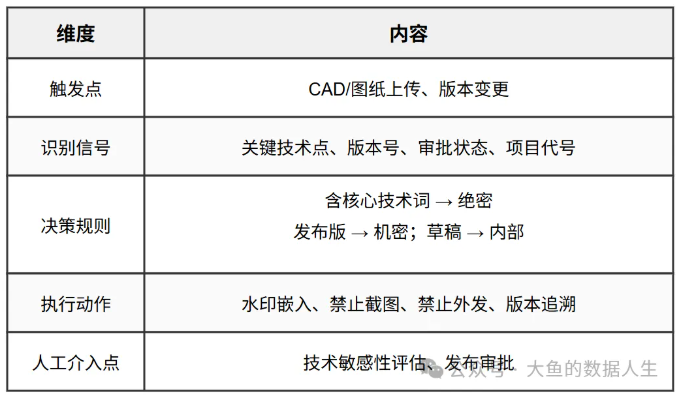 维度 内容
触发点 CAD/图纸上传、版本变更
识别信号 关键技术点、版本号、审批状态、项目代号
含核心技术词 → 绝密
决策规则 发布版 → 机密；草稿 → 内部
执行动作 水印嵌入、禁止截图、禁止外发、版本追溯
人工介入点 技术敏感性评估、发布审批
公众号 · 大鱼的数据人生